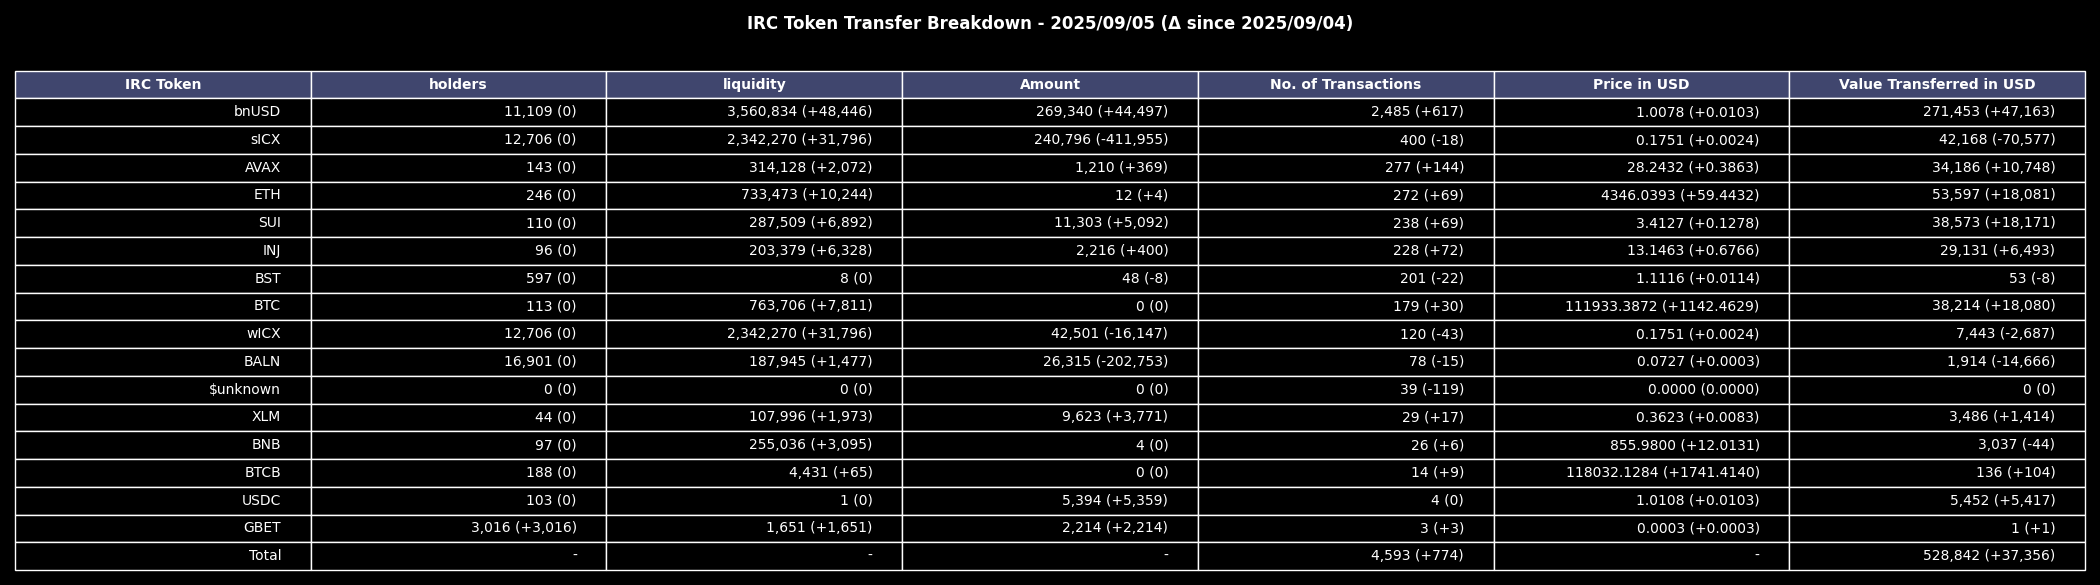 IRC Token Transfer Breakdown - 2025/09/05 (Δ since 2025/09/04)
IRC Token holders liquidity Amount No. of Transactions Price in USD Value Transferred in USD
bnUSD 11,109 (0) 3,560,834 (+48,446) 269,340 (+44,497) 2,485 (+617) 1.0078 (+0.0103) 271,453 (+47,163)
sICX 12,706 (0) 2,342,270 (+31,796) 240,796 (-411,955) 400 (-18) 0.1751 (+0.0024) 42,168 (-70,577)
AVAX 143 (0) 314,128 (+2,072) 1,210 (+369) 277 (+144) 28.2432 (+0.3863) 34,186 (+10,748)
ETH 246 (0) 733,473 (+10,244) 12 (+4) 272 (+69) 4346.0393 (+59.4432) 53,597 (+18,081)
SUI 110 (0) 287,509 (+6,892) 11,303 (+5,092) 238 (+69) 3.4127 (+0.1278) 38,573 (+18,171)
INJ 96 (0) 203,379 (+6,328) 2,216 (+400) 228 (+72) 13.1463 (+0.6766) 29,131 (+6,493)
BST 597 (0) 8 (0) 48 (-8) 201 (-22) 1.1116 (+0.0114) 53 (-8)
BTC 113 (0) 763,706 (+7,811) 0 (0) 179 (+30) 111933.3872 (+1142.4629) 38,214 (+18,080)
wICX 12,706 (0) 2,342,270 (+31,796) 42,501 (-16,147) 120 (-43) 0.1751 (+0.0024) 7,443 (-2,687)
BALN 16,901 (0) 187,945 (+1,477) 26,315 (-202,753) 78 (-15) 0.0727 (+0.0003) 1,914 (-14,666)
$unknown 0 (0) 0 (0) 0 (0) 39 (-119) 0.0000 (0.0000) 0 (0)
XLM 44 (0) 107,996 (+1,973) 9,623 (+3,771) 29 (+17) 0.3623 (+0.0083) 3,486 (+1,414)
BNB 97 (0) 255,036 (+3,095) 4 (0) 26 (+6) 855.9800 (+12.0131) 3,037 (-44)
BTCB 188 (0) 4,431 (+65) 0 (0) 14 (+9) 118032.1284 (+1741.4140) 136 (+104)
USDC 103 (0) 1 (0) 5,394 (+5,359) 4 (0) 1.0108 (+0.0103) 5,452 (+5,417)
GBET 3,016 (+3,016) 1,651 (+1,651) 2,214 (+2,214) 3 (+3) 0.0003 (+0.0003) 1 (+1)
Total - - - 4,593 (+774) - 528,842 (+37,356)